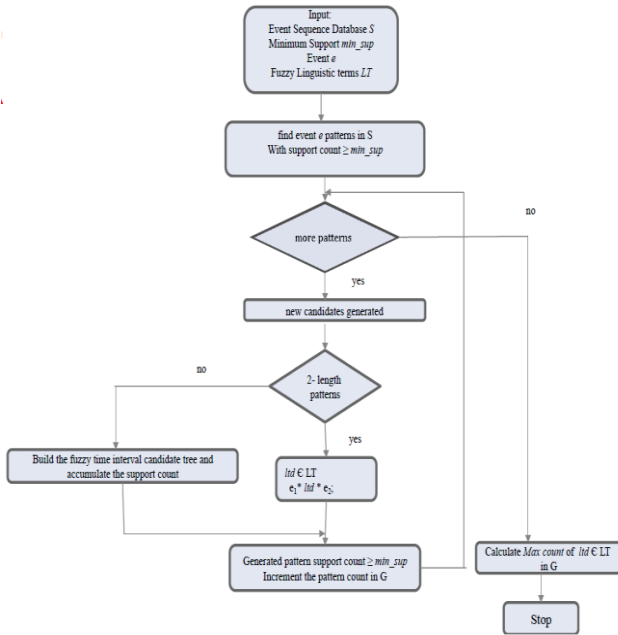 Input:
Event Sequence Database S
Minimum Support min_sup
Event e
Fuzzy Linguistic terms LT
find event e patterns in S
With support count ≥ min_sup
more patterns
no
yes
new candidates generated
2- length
patterns
no
yes
Build the fuzzy time interval candidate tree and
accumulate the support count
ltd € LT
e₁* ltd * e₂;
Generated pattern support count ≥ min_sup
Increment the pattern count in G
Calculate Max count of ltd € LT
in G
Stop